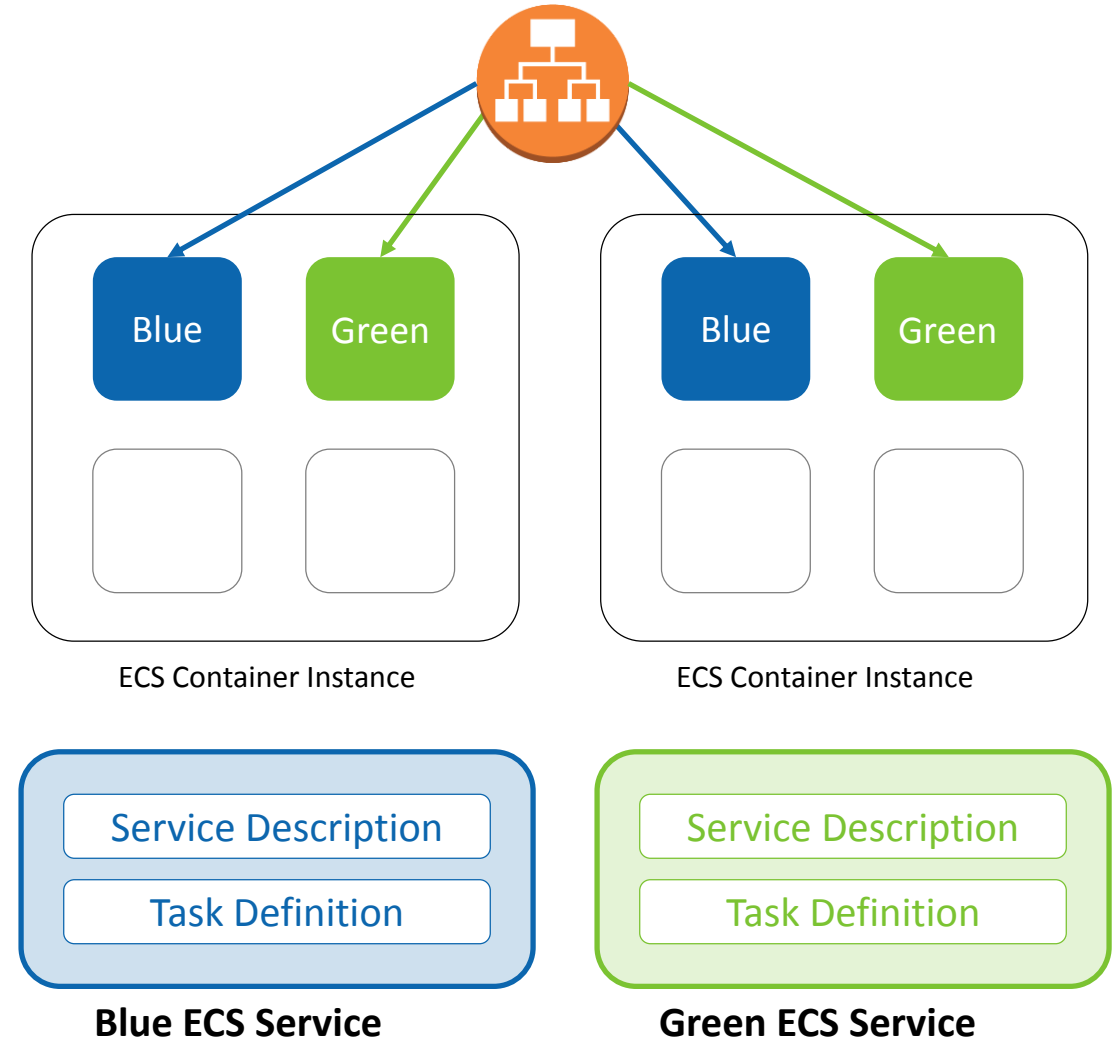 Blue
Green
Blue
Green
ECS Container Instance
ECS Container Instance
Service Description
Task Definition
Blue ECS Service
Service Description
Task Definition
Green ECS Service